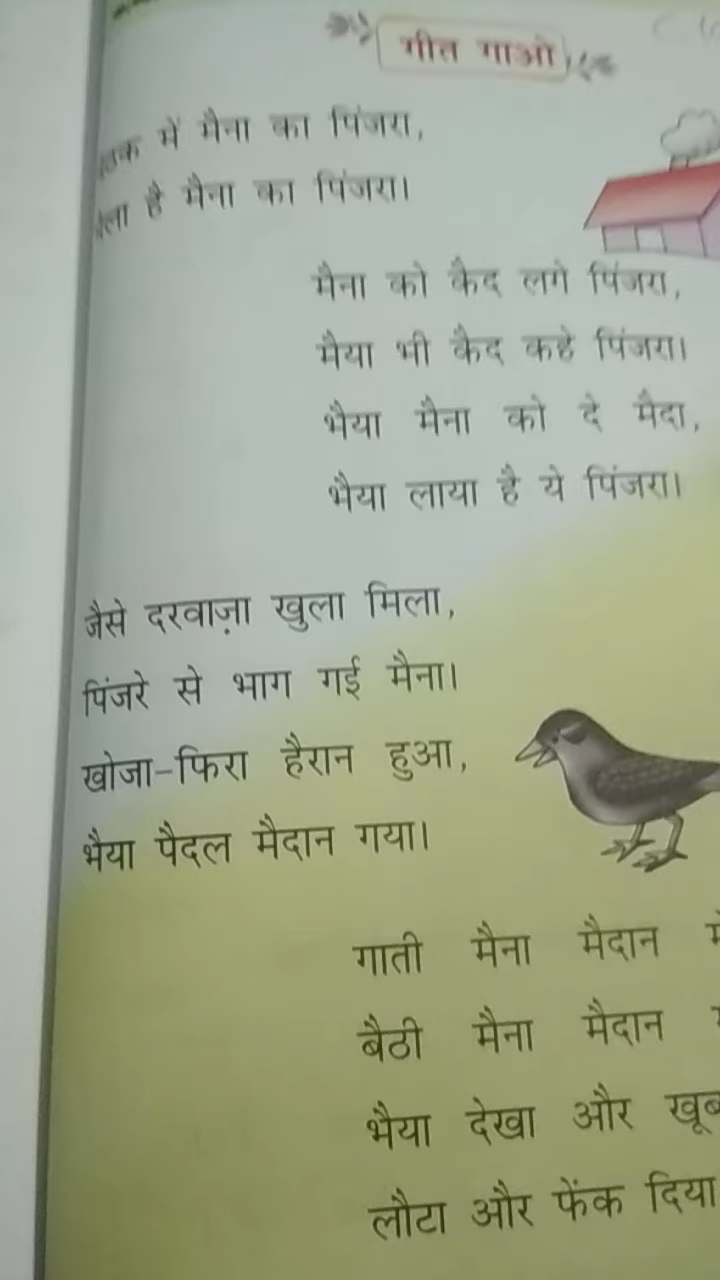 गीत गाओ
में मैना का पिंजरा,
है मैना का पिंजरा।
मैना को कैद लगे पिंजरा,
मैया भी कैद कहे पिंजरा।
भैया मैना को दे मैदा,
भैया लाया है ये पिंजरा।
जैसे दरवाज़ा खुला मिला,
पिंजरे से भाग गई मैना।
खोजा-फिरा हैरान हुआ,
भैया पैदल मैदान गया।
गाती मैना मैदान
बैठी मैना मैदान
भैया देखा और
लौटा और फेंक दिया